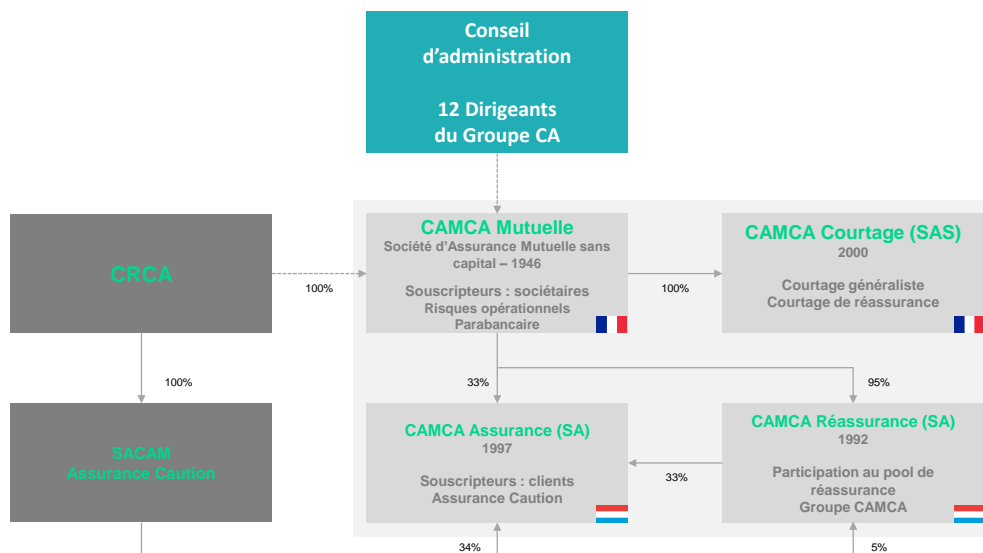 Conseil
d’administration
12 Dirigeants
du Groupe CA
CRCA
100%
CAMCA Mutuelle
Société d’Assurance Mutuelle sans
capital – 1946
Souscripteurs : sociétaires
Risques opérationnels
Parabancaire
100%
CAMCA Courtage (SAS)
2000
Courtage généraliste
Courtage de réassurance
100%
33%
95%
SACAM
Assurance Caution
CAMCA Assurance (SA)
1997
Souscripteurs : clients
Assurance Caution
33%
CAMCA Réassurance (SA)
1992
Participation au pool de
réassurance
Groupe CAMCA
34%
5%